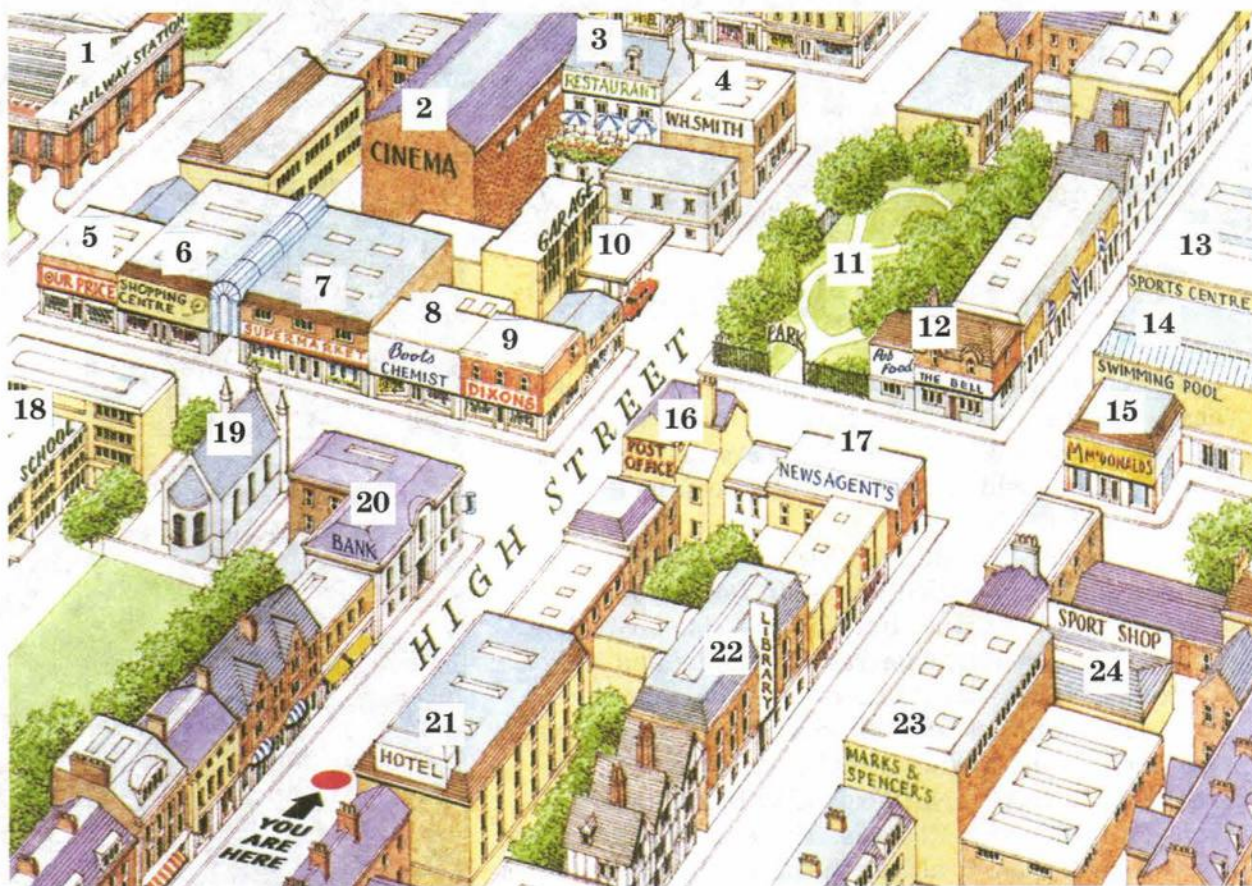 1
RAILWAY STATION
2
CINEMA
3
RESTAURANT
4
W.H. SMITH
5
OUR PRICE
6
SHOPPING
CENTRE
7
SUPERMARKET
8
Boots
CHEMIST
9
DIXONS
GARAGE
10
11
PARK
12
Pub
Food
THE BELL
13
SPORTS CENTRE
14
SWIMMING POOL
15
M McDONALDS
16
POST
OFFICE
17
NEWSAGENT'S
18
SCHOOL
19
20
BANK
HIGH STREET
21
HOTEL
22
LIBRARY
23
MARKS &
SPENCER'S
SPORT SHOP
24
YOU
ARE
HERE